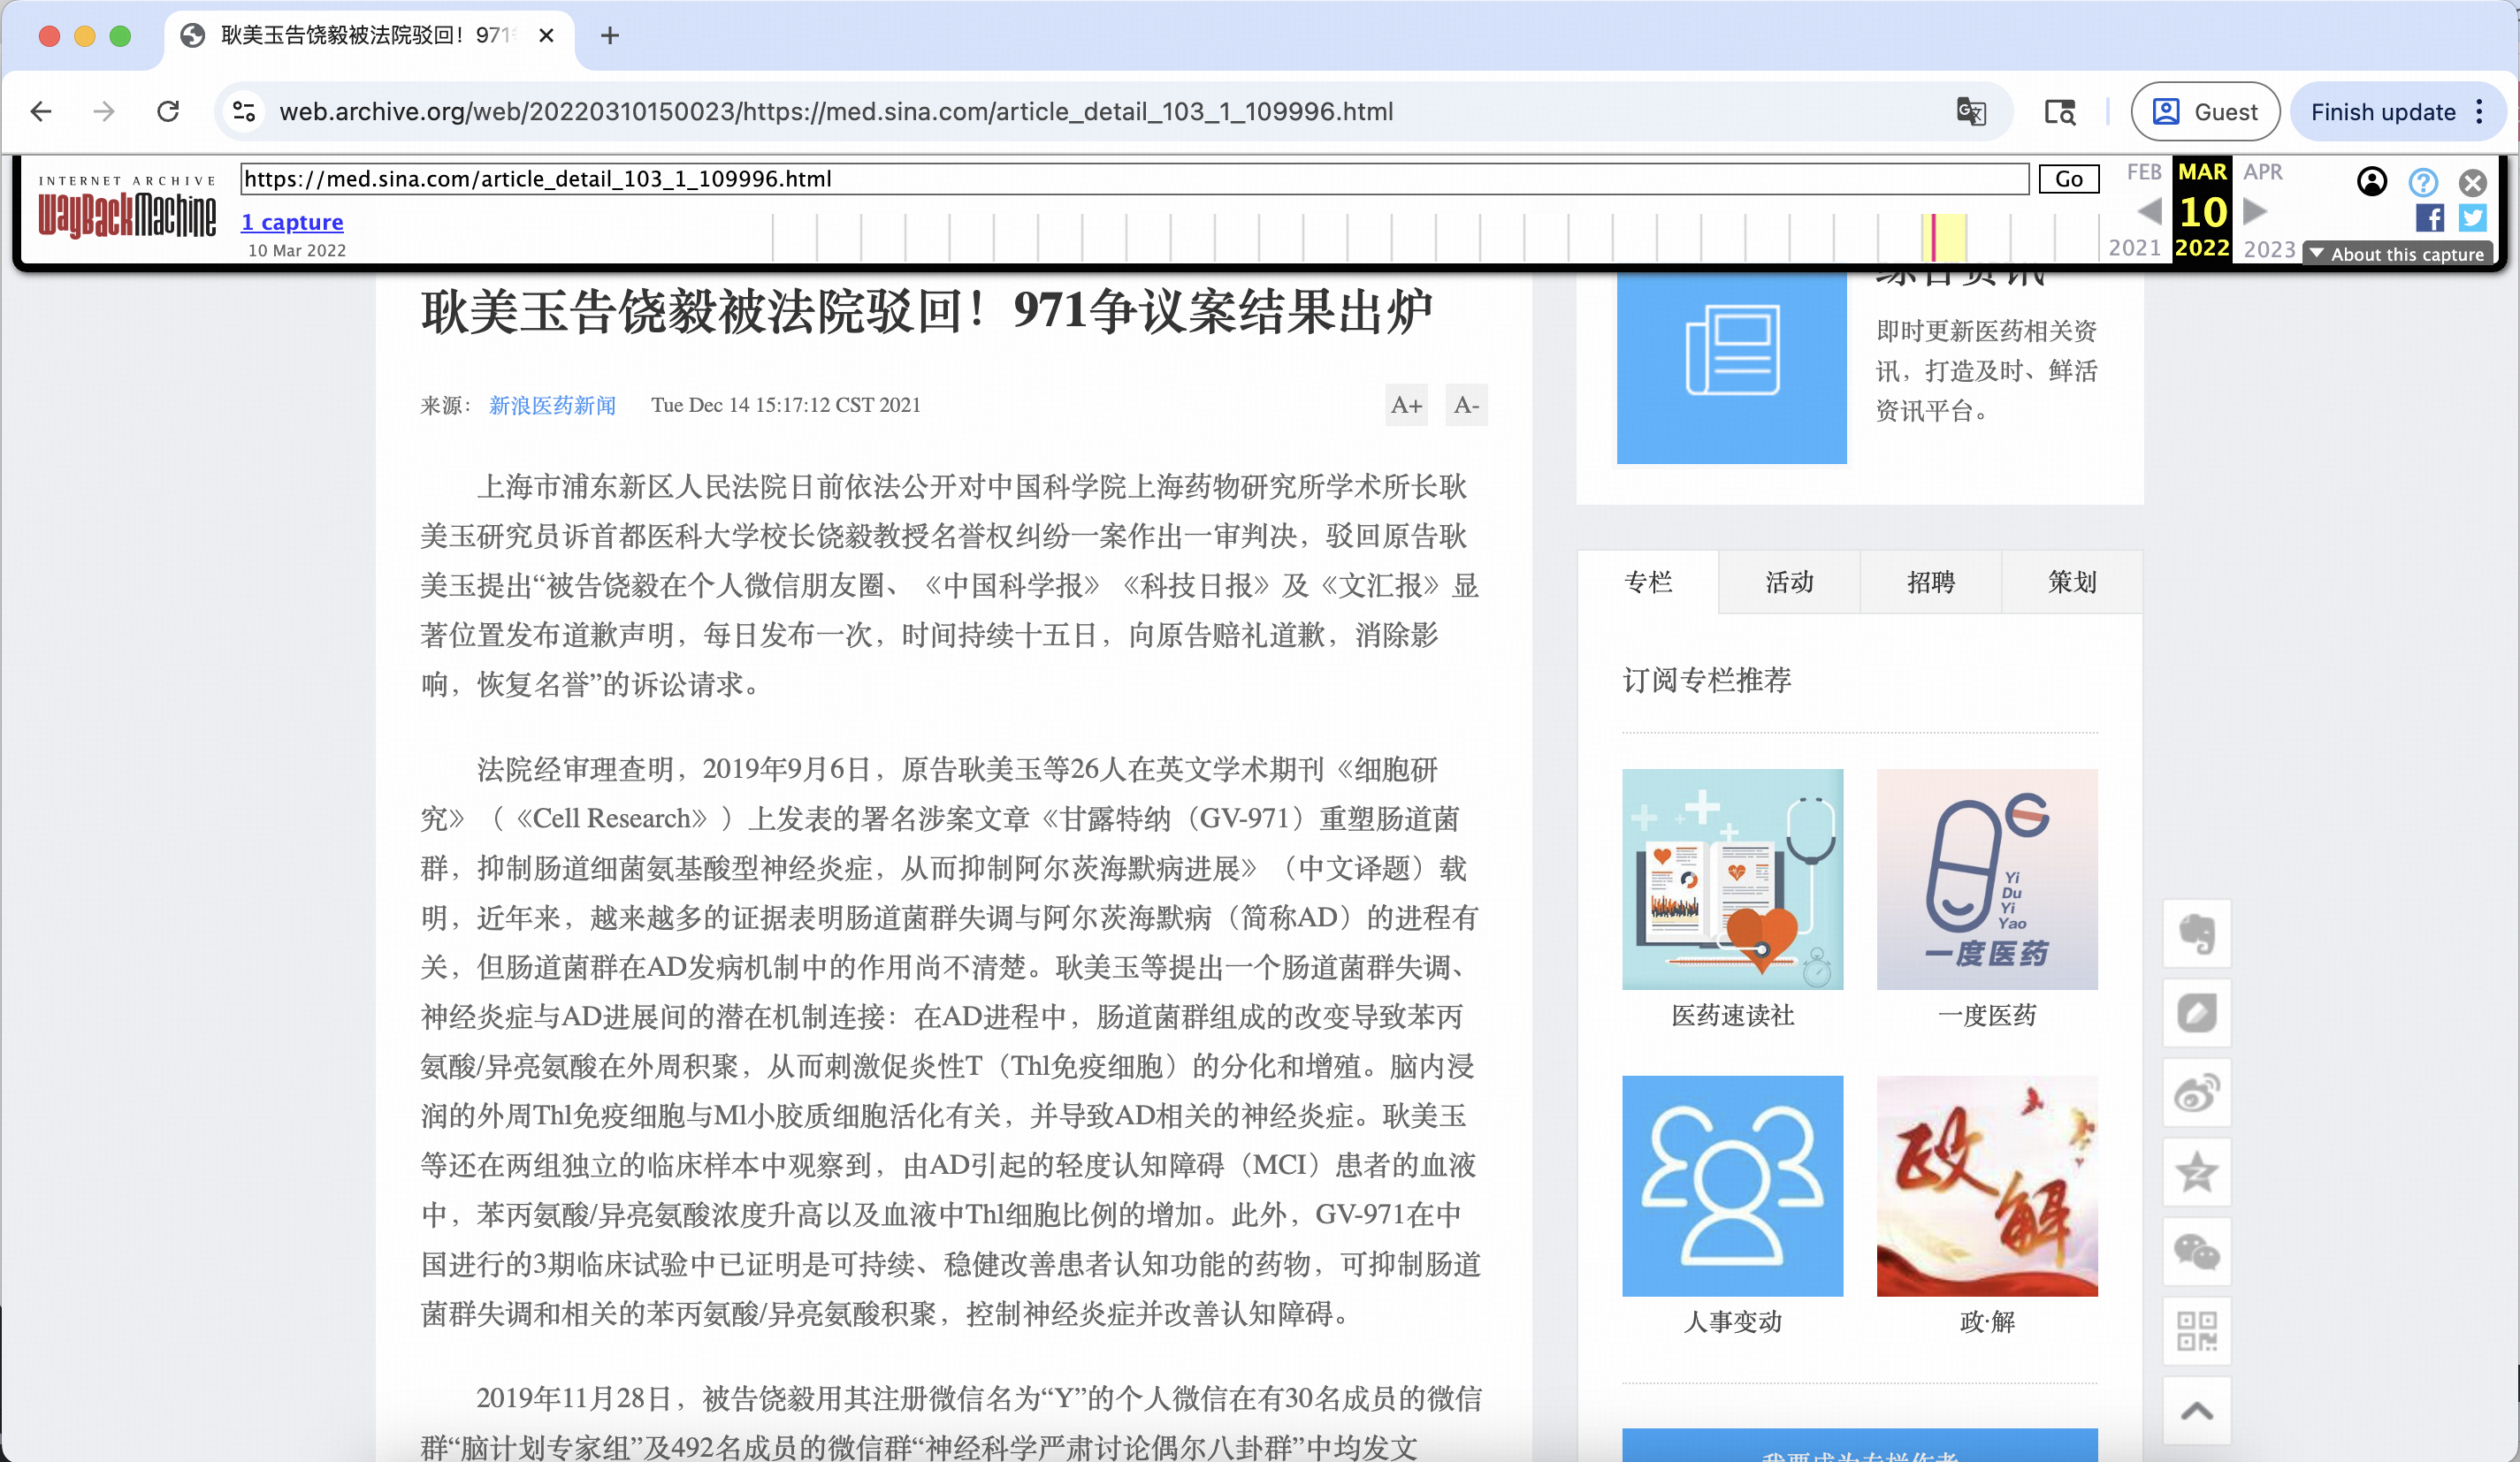 耿美玉告饶毅被法院驳回！971
web.archive.org/web/20220310150023/https://med.sina.com/article_detail_103_1_109996.html
Guest
Finish update
INTERNET ARCHIVE
WayBackMachine
https://med.sina.com/article_detail_103_1_109996.html
Go
1 capture
10 Mar 2022
FEB
MAR
APR
10
2021
2022
2023
About this capture
耿美玉告饶毅被法院驳回！971争议案结果出炉
来源： 新浪医药新闻 Tue Dec 14 15:17:12 CST 2021
A+ A-
上海市浦东新区人民法院日前依法公开对中国科学院上海药物研究所学术所长耿
美玉研究员诉首都医科大学校长饶毅教授名誉权纠纷一案作出一审判决，驳回原告耿
美玉提出“被告饶毅在个人微信朋友圈、《中国科学报》《科技日报》及《文汇报》显
著位置发布道歉声明，每日发布一次，时间持续十五日，向原告赔礼道歉，消除影
响，恢复名誉”的诉讼请求。
法院经审理查明，2019年9月6日，原告耿美玉等26人在英文学术期刊《细胞研
究》（《Cell Research》）上发表的署名涉案文章《甘露特纳（GV-971）重塑肠道菌
群，抑制肠道细菌氨基酸型神经炎症，从而抑制阿尔茨海默病进展》（中文译题）载
明，近年来，越来越多的证据表明肠道菌群失调与阿尔茨海默病（简称AD）的进程有
关，但肠道菌群在AD发病机制中的作用尚不清楚。耿美玉等提出一个肠道菌群失调、
神经炎症与AD进展间的潜在机制连接：在AD进程中，肠道菌群组成的改变导致苯丙
氨酸/异亮氨酸在外周积聚，从而刺激促炎性T（Thl免疫细胞）的分化和增殖。脑内浸
润的外周Thl免疫细胞与Ml小胶质细胞活化有关，并导致AD相关的神经炎症。耿美玉
等还在两组独立的临床样本中观察到，由AD引起的轻度认知障碍（MCI）患者的血液
中，苯丙氨酸/异亮氨酸浓度升高以及血液中Thl细胞比例的增加。此外，GV-971在中
国进行的3期临床试验中已证明是可持续、稳健改善患者认知功能的药物，可抑制肠道
菌群失调和相关的苯丙氨酸/异亮氨酸积聚，控制神经炎症并改善认知障碍。
2019年11月28日，被告饶毅用其注册微信名为“Y”的个人微信在有30名成员的微信
群“脑计划专家组”及492名成员的微信群“神经科学严肃讨论偶尔八卦群”中均发文
综合资讯
即时更新医药相关资
讯，打造及时、鲜活
资讯平台。
专栏 活动 招聘 策划
订阅专栏推荐
Yi
Du
Yi
Yao
一度医药
医药速读社
一度医药
政解
人事变动
政·解
我要成为专栏作者